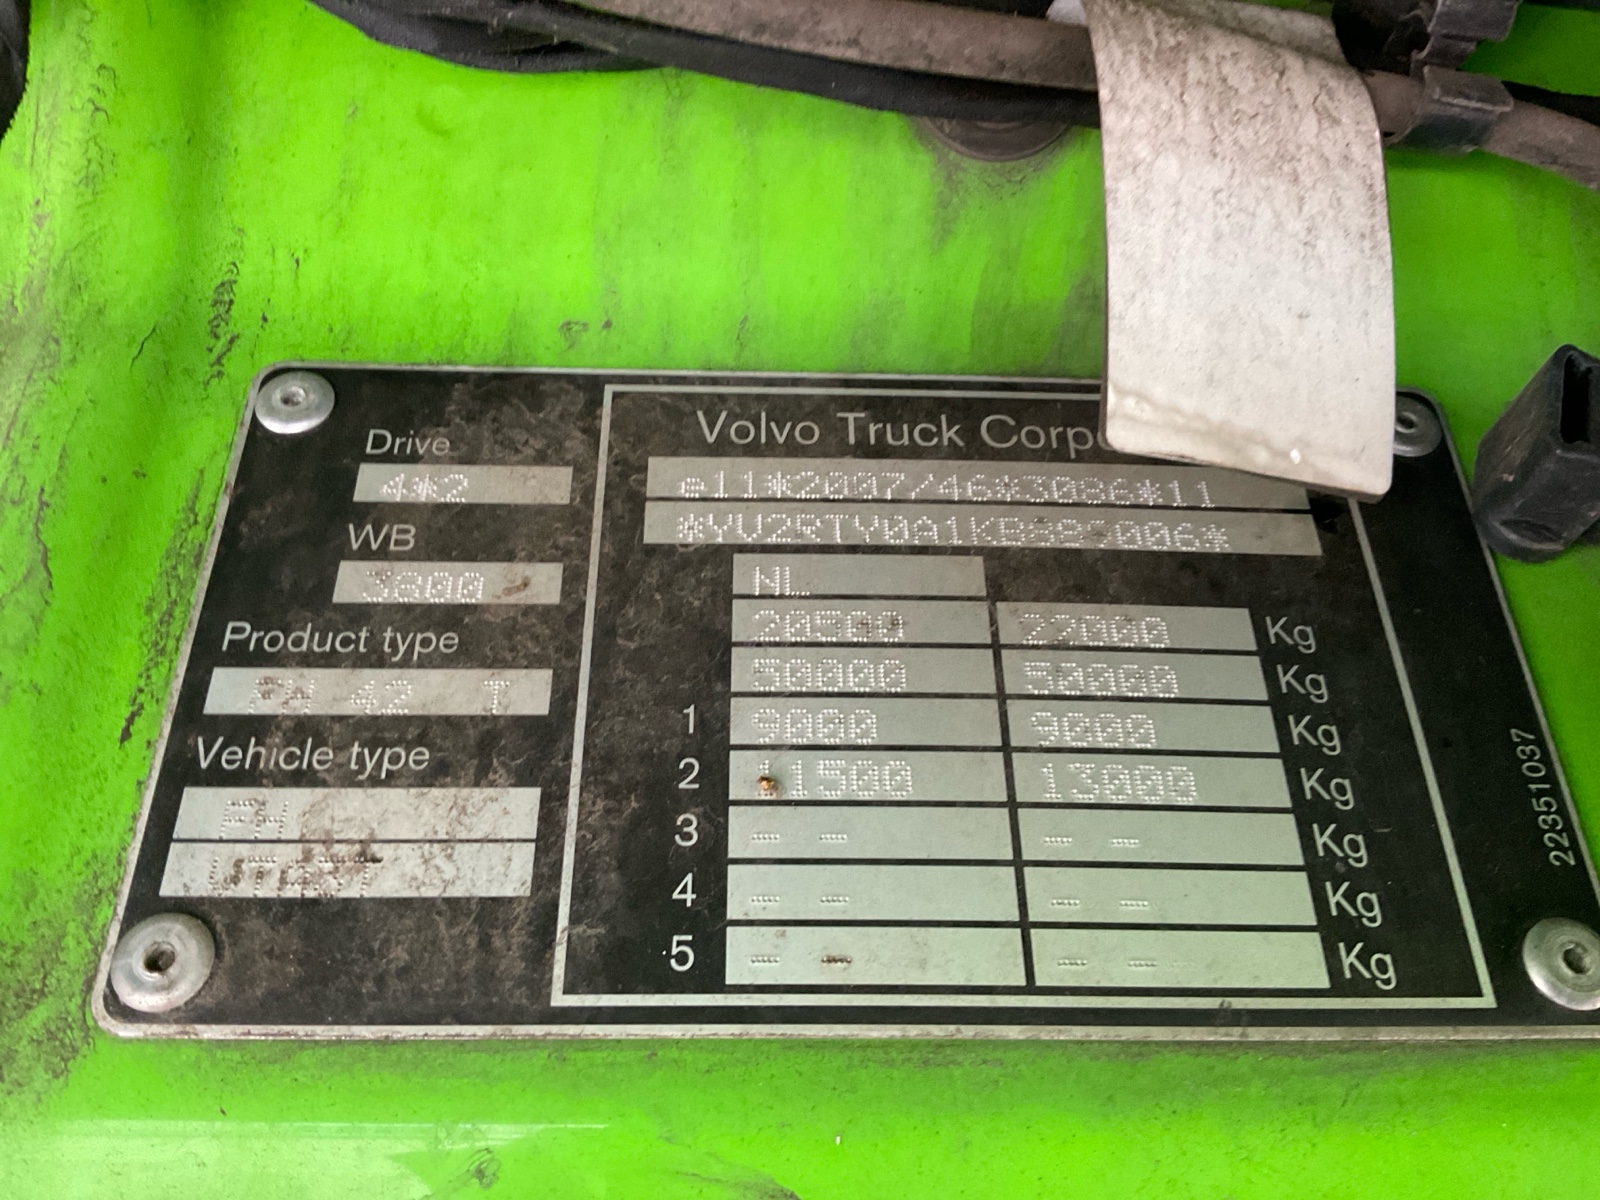 Drive
4*2
WB
3800
Product type
FH 42 T
Vehicle type
Volvo Truck
e11*2007/46*3086*11
NL
20500 22000 Kg
50000 50000 Kg
1 9000 9000 Kg
2 11500 13000 Kg
3 -- -- -- -- Kg
4 -- -- -- -- Kg
5 -- -- -- -- Kg
22351037